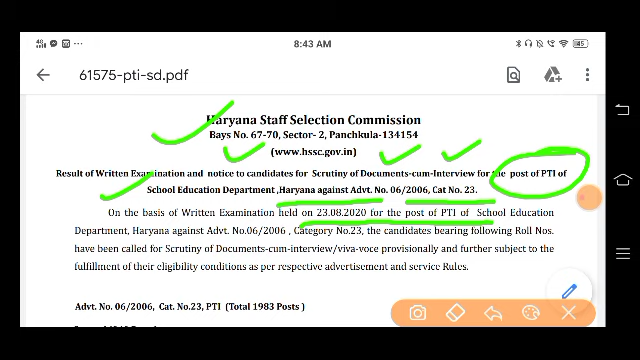 4G 8:43 AM 45
61575-pti-sd.pdf
Haryana Staff Selection Commission
Bays No. 67-70, Sector- 2, Panchkula-134154
(www.hssc.gov.in)
Result of Written Examination and notice to candidates for Scrutiny of Documents-cum-Interview for the post of PTI of
School Education Department ,Haryana against Advt. No. 06/2006, Cat No. 23.
On the basis of Written Examination held on 23.08.2020 for the post of PTI of School Education
Department, Haryana against Advt. No.06/2006 , Category No.23, the candidates bearing following Roll Nos.
have been called for Scrutiny of Documents-cum-interview/viva-voce provisionally and further subject to the
fulfillment of their eligibility conditions as per respective advertisement and service Rules.
Advt. No. 06/2006, Cat. No.23, PTI (Total 1983 Posts)